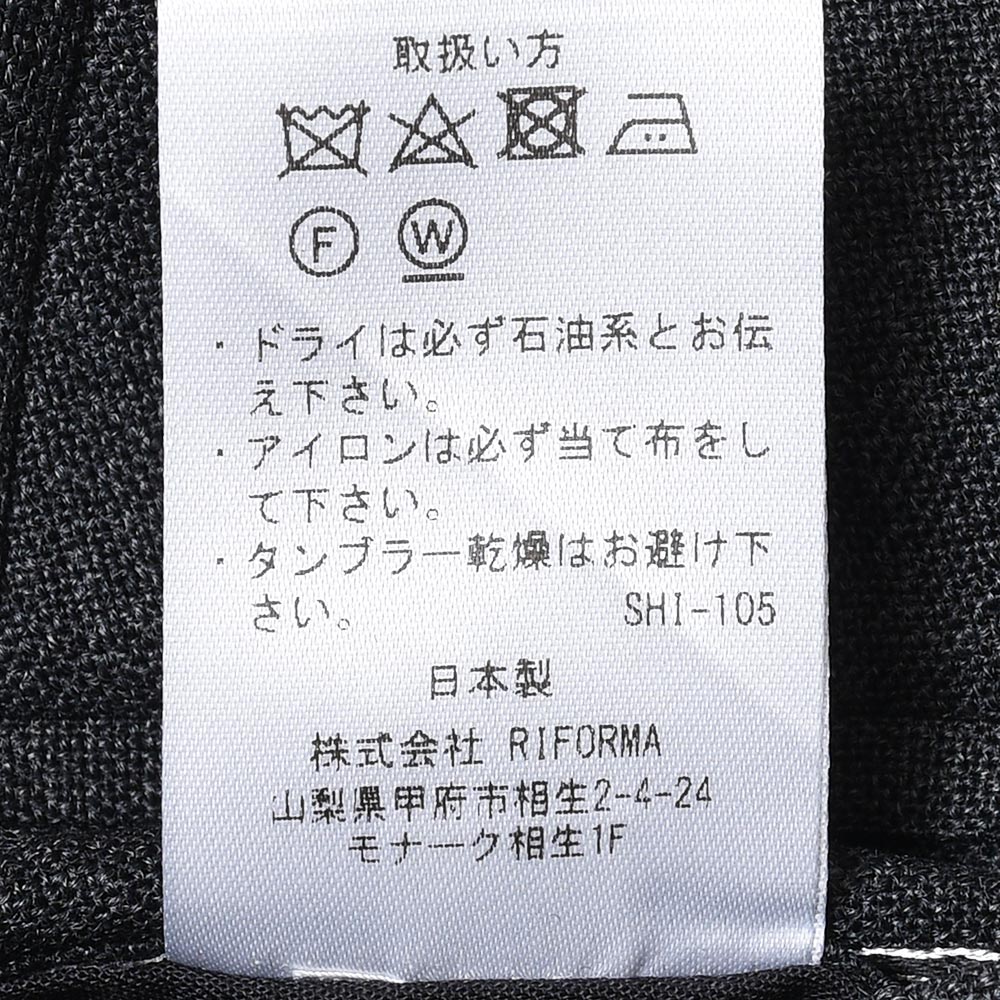 取扱い方
F W
・ドライは必ず石油系とお伝
え下さい。
・アイロンは必ず当て布をし
て下さい。
・タンブラー乾燥はお避け下
さい。 SHI-105
日本製
株式会社 RIFORMA
山梨県甲府市相生2-4-24
モナーク相生1F